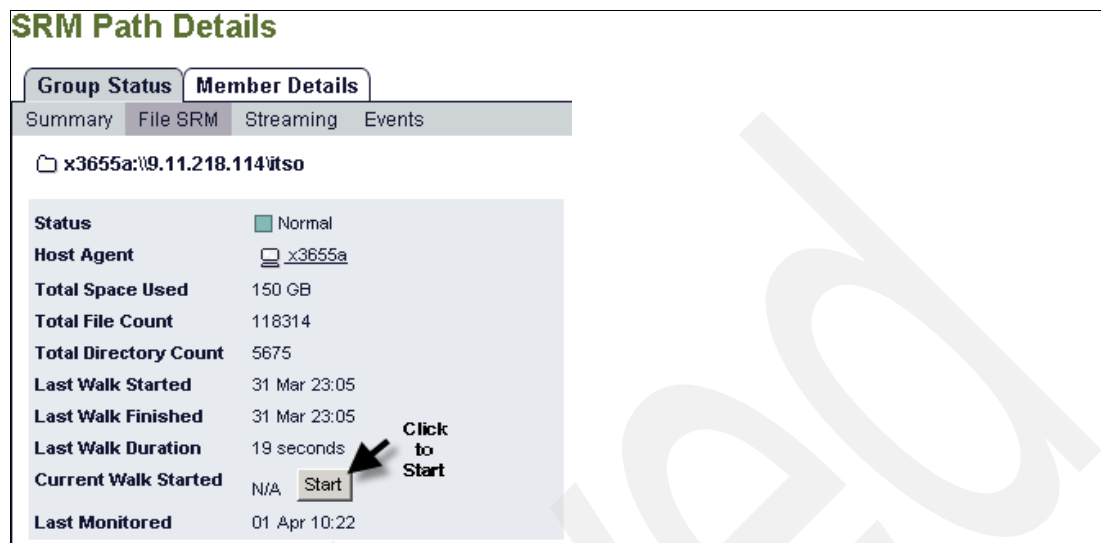 SRM Path Details
Group Status Member Details
Summary File SRM Streaming Events
x3655a:\\9.11.218.114\itso
Status Normal
Host Agent x3655a
Total Space Used 150 GB
Total File Count 118314
Total Directory Count 5675
Last Walk Started 31 Mar 23:05
Last Walk Finished 31 Mar 23:05
Last Walk Duration 19 seconds
Current Walk Started N/A Start
Last Monitored 01 Apr 10:22
Click
to
Start